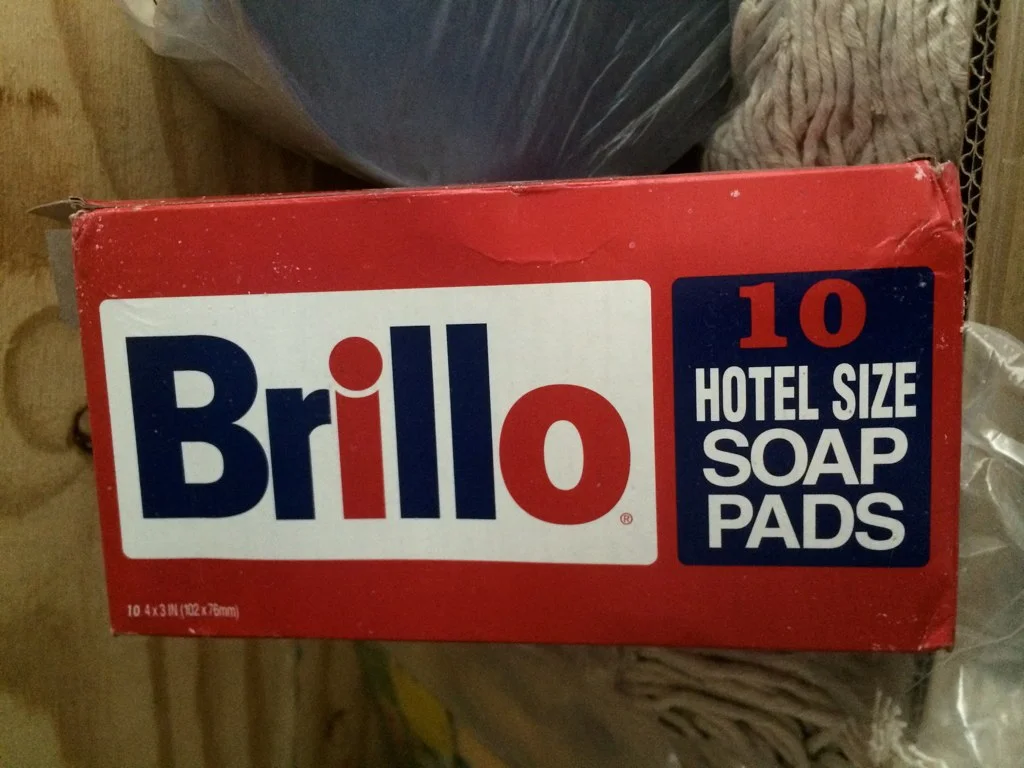 Brillo®
10
HOTEL SIZE
SOAP
PADS
10 4 x 3 IN (102 x 76mm)